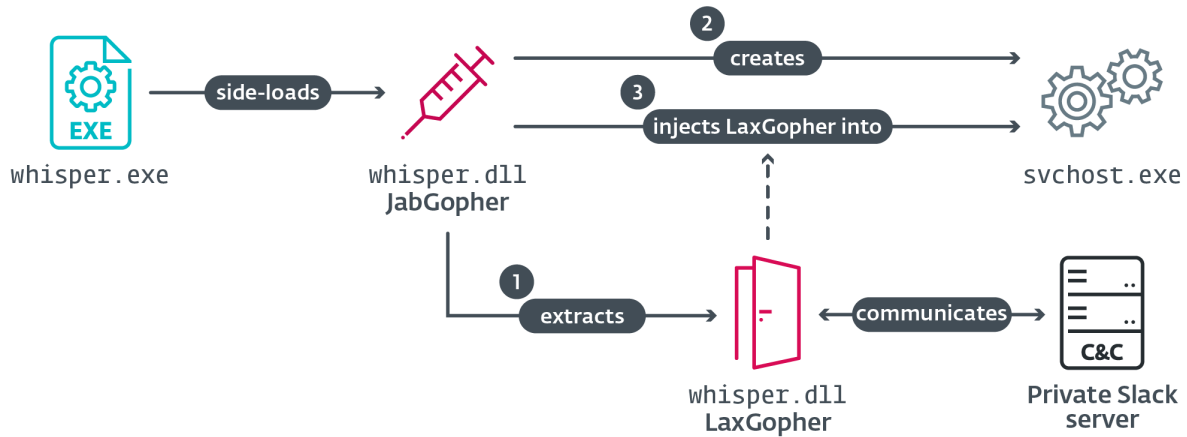 2
creates
side-loads
3
injects LaxGopher into
EXE
whisper.exe
whisper.dll
JabGopher
svchost.exe
1
extracts
communicates
C&C
whisper.dll
LaxGopher
Private Slack
server